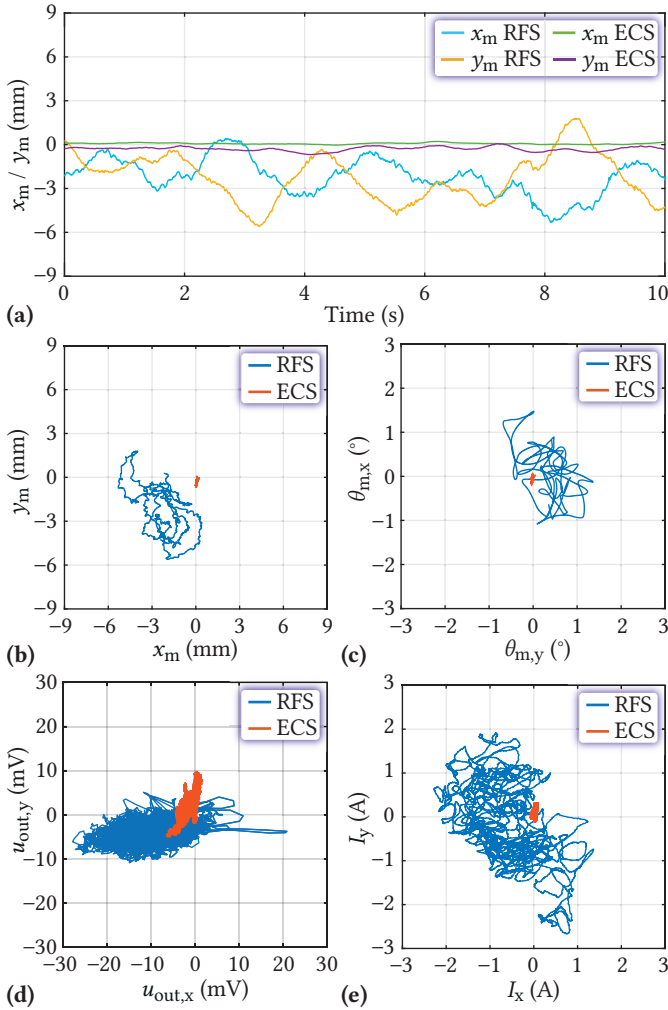 9
6
3
0
−3
−6
−9
x_m / y_m (mm)
x_m RFS x_m ECS
y_m RFS y_m ECS
0 2 4 6 8 10
(a) Time (s)
9
6
3
0
−3
−6
−9
y_m (mm)
RFS
ECS
−9 −6 −3 0 3 6 9
(b) x_m (mm)
3
2
1
0
−1
−2
−3
θ_m,x (°)
RFS
ECS
−3 −2 −1 0 1 2 3
(c) θ_m,y (°)
30
20
10
0
−10
−20
−30
u_out,y (mV)
RFS
ECS
−30 −20 −10 0 10 20 30
(d) u_out,x (mV)
3
2
1
0
−1
−2
−3
I_y (A)
RFS
ECS
−3 −2 −1 0 1 2 3
(e) I_x (A)